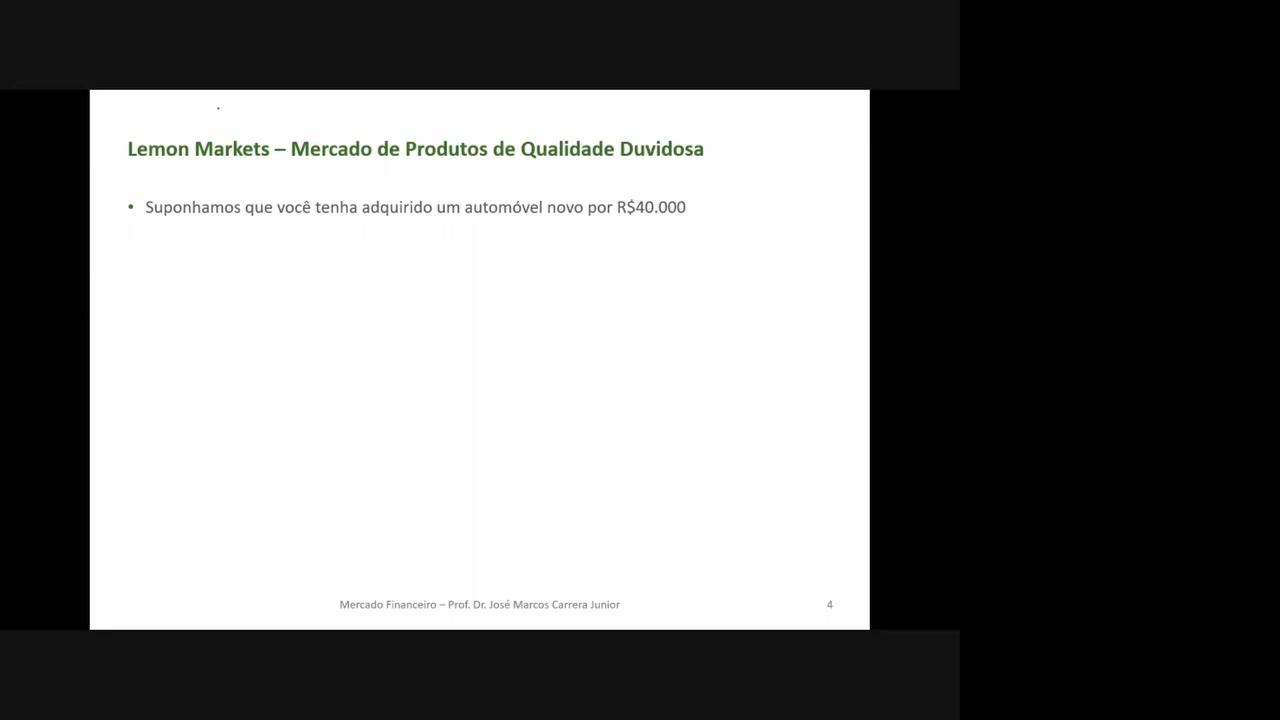 Lemon Markets – Mercado de Produtos de Qualidade Duvidosa
• Suponhamos que você tenha adquirido um automóvel novo por R$40.000
Mercado Financeiro – Prof. Dr. José Marcos Carrera Junior
4